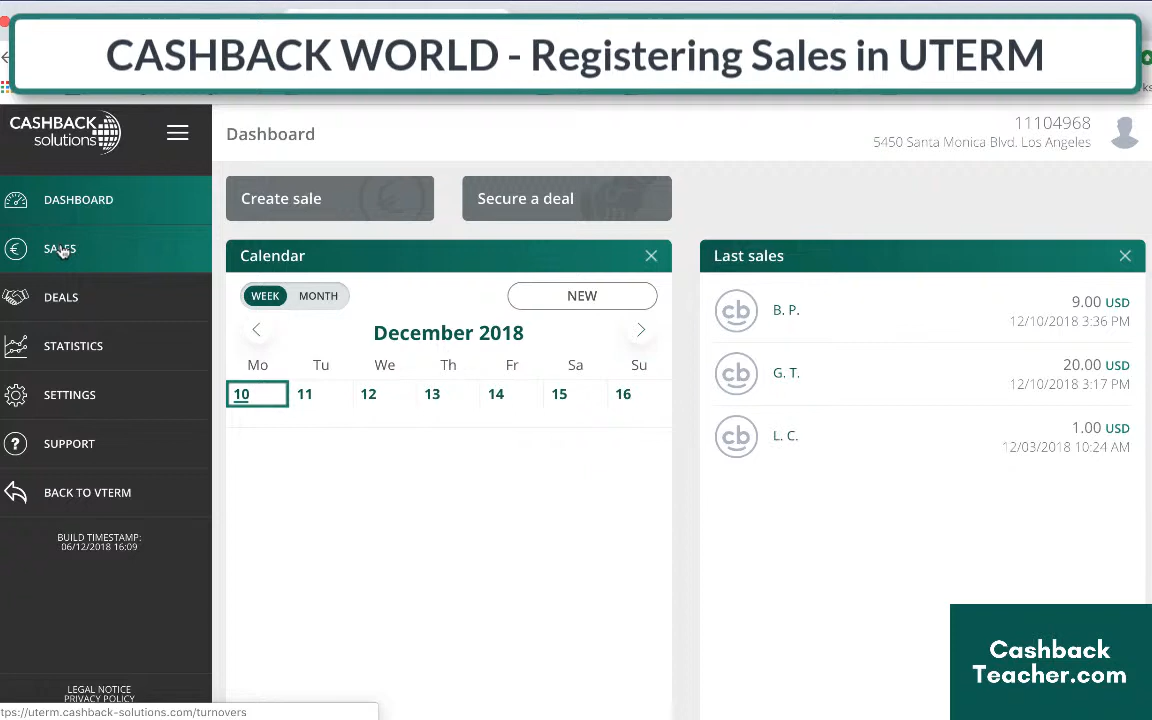 CASHBACK WORLD - Registering Sales in UTERM
CASHBACK
solutions
Dashboard
11104968
5450 Santa Monica Blvd. Los Angeles
DASHBOARD
SALES
DEALS
STATISTICS
SETTINGS
SUPPORT
BACK TO VTERM
BUILD TIMESTAMP:
06/12/2018 16:09
LEGAL NOTICE
PRIVACY POLICY
Create sale
Secure a deal
Calendar
WEEK MONTH
NEW
December 2018
Mo Tu We Th Fr Sa Su
10 11 12 13 14 15 16
Last sales
cb B. P. 9.00 USD
12/10/2018 3:36 PM
cb G. T. 20.00 USD
12/10/2018 3:17 PM
cb L. C. 1.00 USD
12/03/2018 10:24 AM
Cashback
Teacher.com
tps://uterm.cashback-solutions.com/turnovers